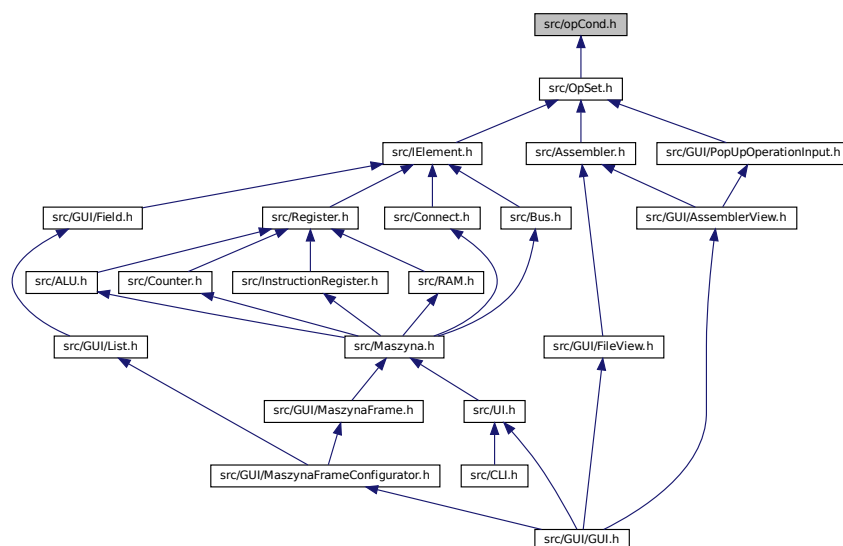 src/opCond.h
src/OpSet.h
src/IElement.h
src/Assembler.h
src/GUI/PopUpOperationInput.h
src/GUI/Field.h
src/Register.h
src/Connect.h
src/Bus.h
src/GUI/AssemblerView.h
src/ALU.h
src/Counter.h
src/InstructionRegister.h
src/RAM.h
src/GUI/List.h
src/Maszyna.h
src/GUI/FileView.h
src/GUI/MaszynaFrame.h
src/UI.h
src/GUI/MaszynaFrameConfigurator.h
src/CLI.h
src/GUI/GUI.h